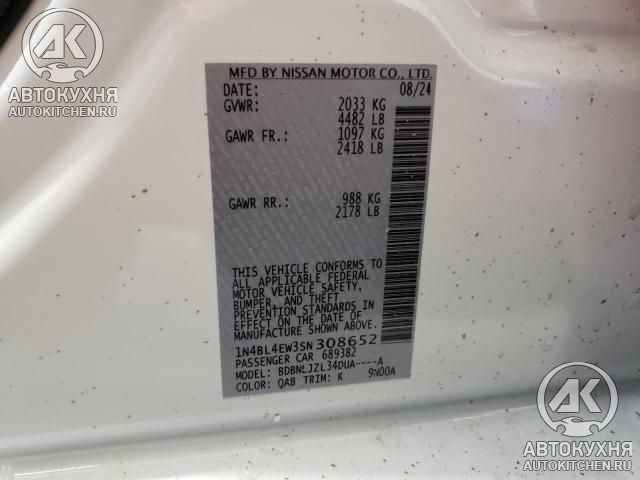 АК
АВТОКУХНЯ
AUTOKITCHEN.RU
MFD BY NISSAN MOTOR CO., LTD.
DATE: 08/24
GVWR: 2033 KG
4482 LB
GAWR FR.: 1097 KG
2418 LB
GAWR RR.: 988 KG
2178 LB
THIS VEHICLE CONFORMS TO
ALL APPLICABLE FEDERAL
MOTOR VEHICLE SAFETY,
BUMPER, AND THEFT
PREVENTION STANDARDS IN
EFFECT ON THE DATE OF
MANUFACTURE SHOWN ABOVE.
1N4BL4EW3SN308652
PASSENGER CAR 689382
MODEL: BDBNLJZL34DUA----A
COLOR: QAB TRIM: K 9N00A
АК
АВТОКУХНЯ
AUTOKITCHEN.RU